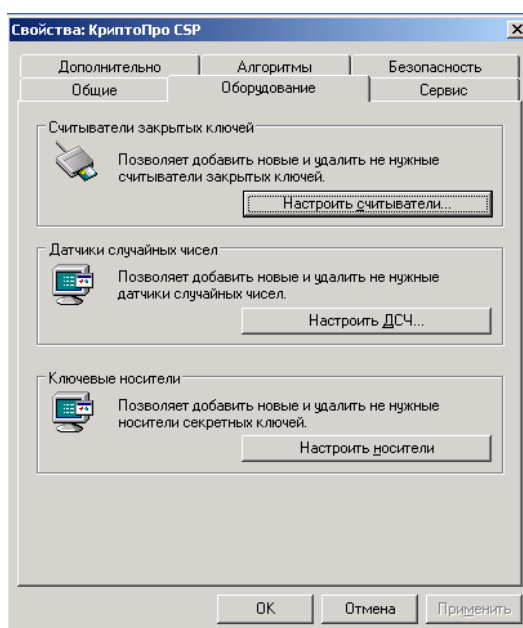 Свойства: КриптоПро CSP
Дополнительно Алгоритмы Безопасность
Общие Оборудование Сервис
Считыватели закрытых ключей
Позволяет добавить новые и удалить не нужные
считыватели закрытых ключей.
Настроить считыватели...
Датчики случайных чисел
Позволяет добавить новые и удалить не нужные
датчики случайных чисел.
Настроить ДСЧ...
Ключевые носители
Позволяет добавить новые и удалить не нужные
носители секретных ключей.
Настроить носители
OK Отмена Применить